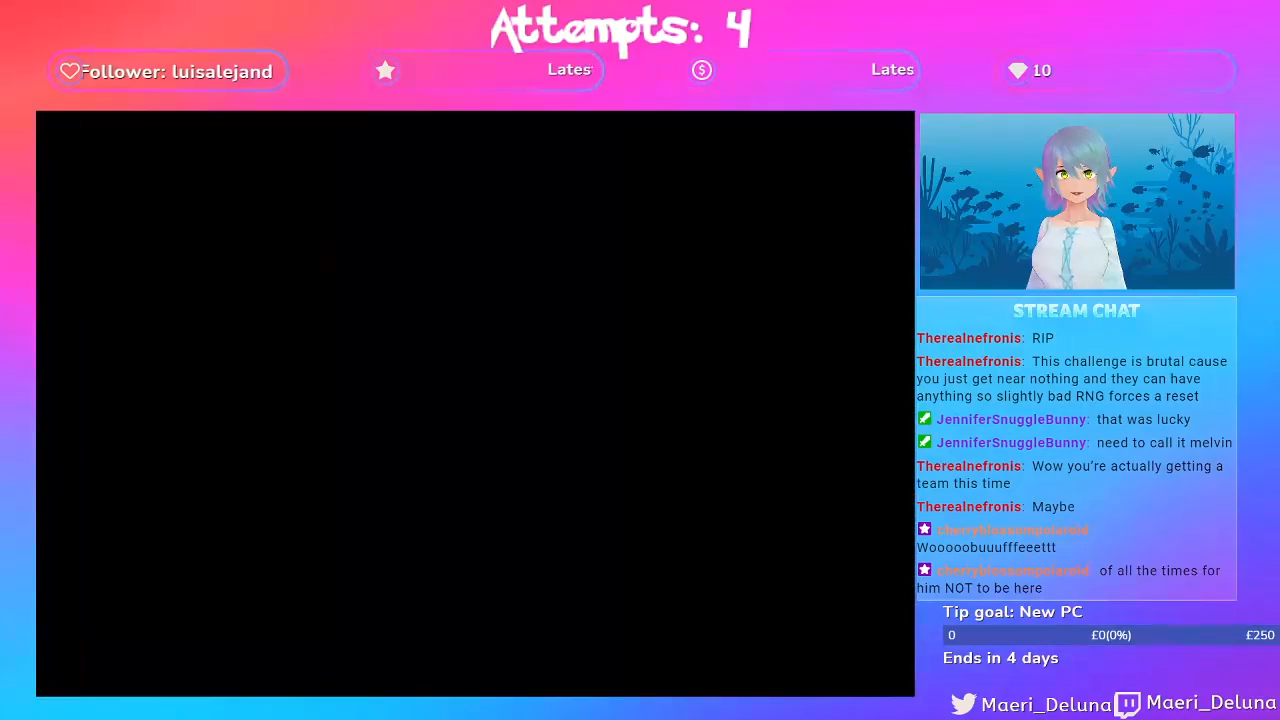 Attempts: 4
Follower: luisalejand
Lates
Lates
10
STREAM CHAT
Therealnefronis: RIP
Therealnefronis: This challenge is brutal cause
you just get near nothing and they can have
anything so slightly bad RNG forces a reset
JenniferSnuggleBunny: that was lucky
JenniferSnuggleBunny: need to call it melvin
Therealnefronis: Wow you’re actually getting a
team this time
Therealnefronis: Maybe
cherryblossompolaroid
Wooooobuuufffeeettt
cherryblossompolaroid of all the times for
him NOT to be here
Tip goal: New PC
0 £0(0%) £250
Ends in 4 days
Maeri_Deluna Maeri_Deluna